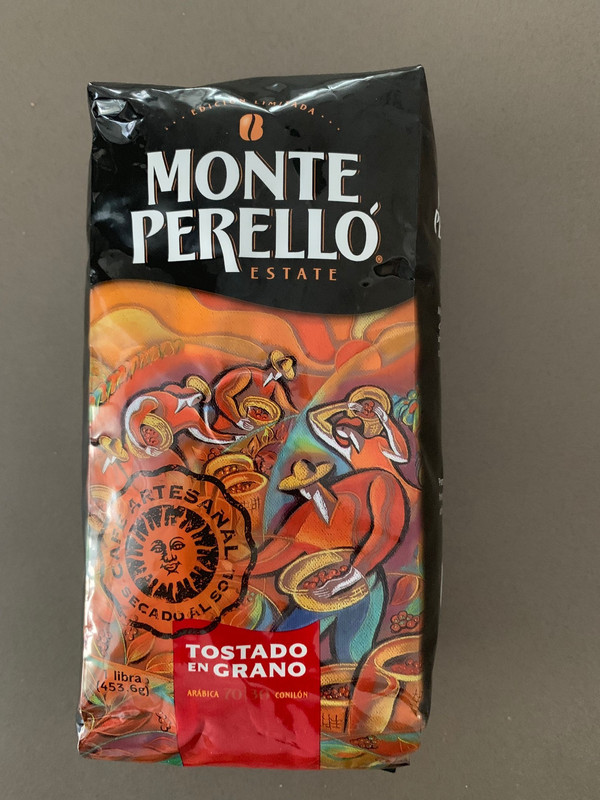 EDICIÓN LIMITADA
MONTE
PERELLÓ®
ESTATE
CAFÉ ARTESANAL
SECADO AL SOL
TOSTADO
EN GRANO
ARÁBICA 70 30 CONILÓN
libra
(453.6g)